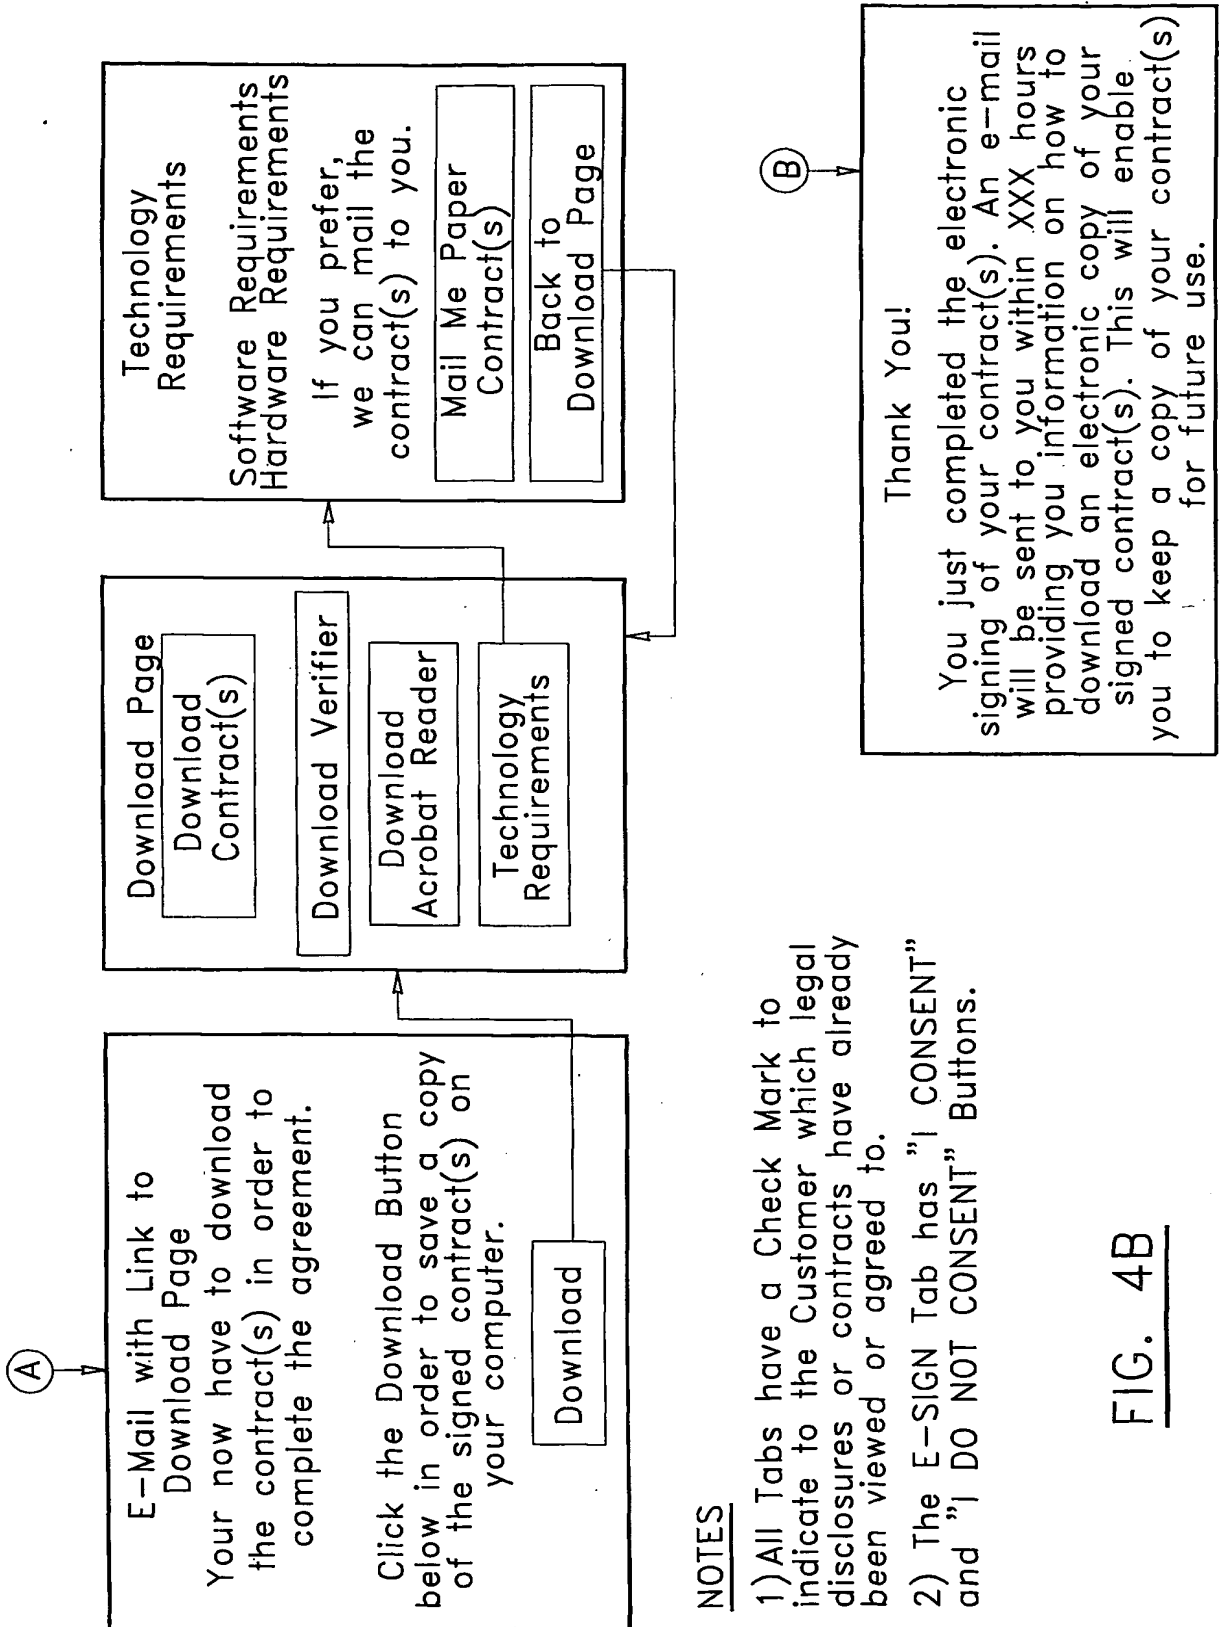 A
E-Mail with Link to
Download Page
Your now have to download
the contract(s) in order to
complete the agreement.
Click the Download Button
below in order to save a copy
of the signed contract(s) on
your computer.
Download
Download Page
Download
Contract(s)
Download Verifier
Download
Acrobat Reader
Technology
Requirements
Technology
Requirements
Software Requirements
Hardware Requirements
If you prefer,
we can mail the
contract(s) to you.
Mail Me Paper
Contract(s)
Back to
Download Page
NOTES
1)All Tabs have a Check Mark to
indicate to the Customer which legal
disclosures or contracts have already
been viewed or agreed to.
2) The E-SIGN Tab has "I CONSENT"
and "I DO NOT CONSENT" Buttons.
B
Thank You!
You just completed the electronic
signing of your contract(s). An e-mail
will be sent to you within XXX hours
providing you information on how to
download an electronic copy of your
signed contract(s). This will enable
you to keep a copy of your contract(s)
for future use.
FIG. 4B